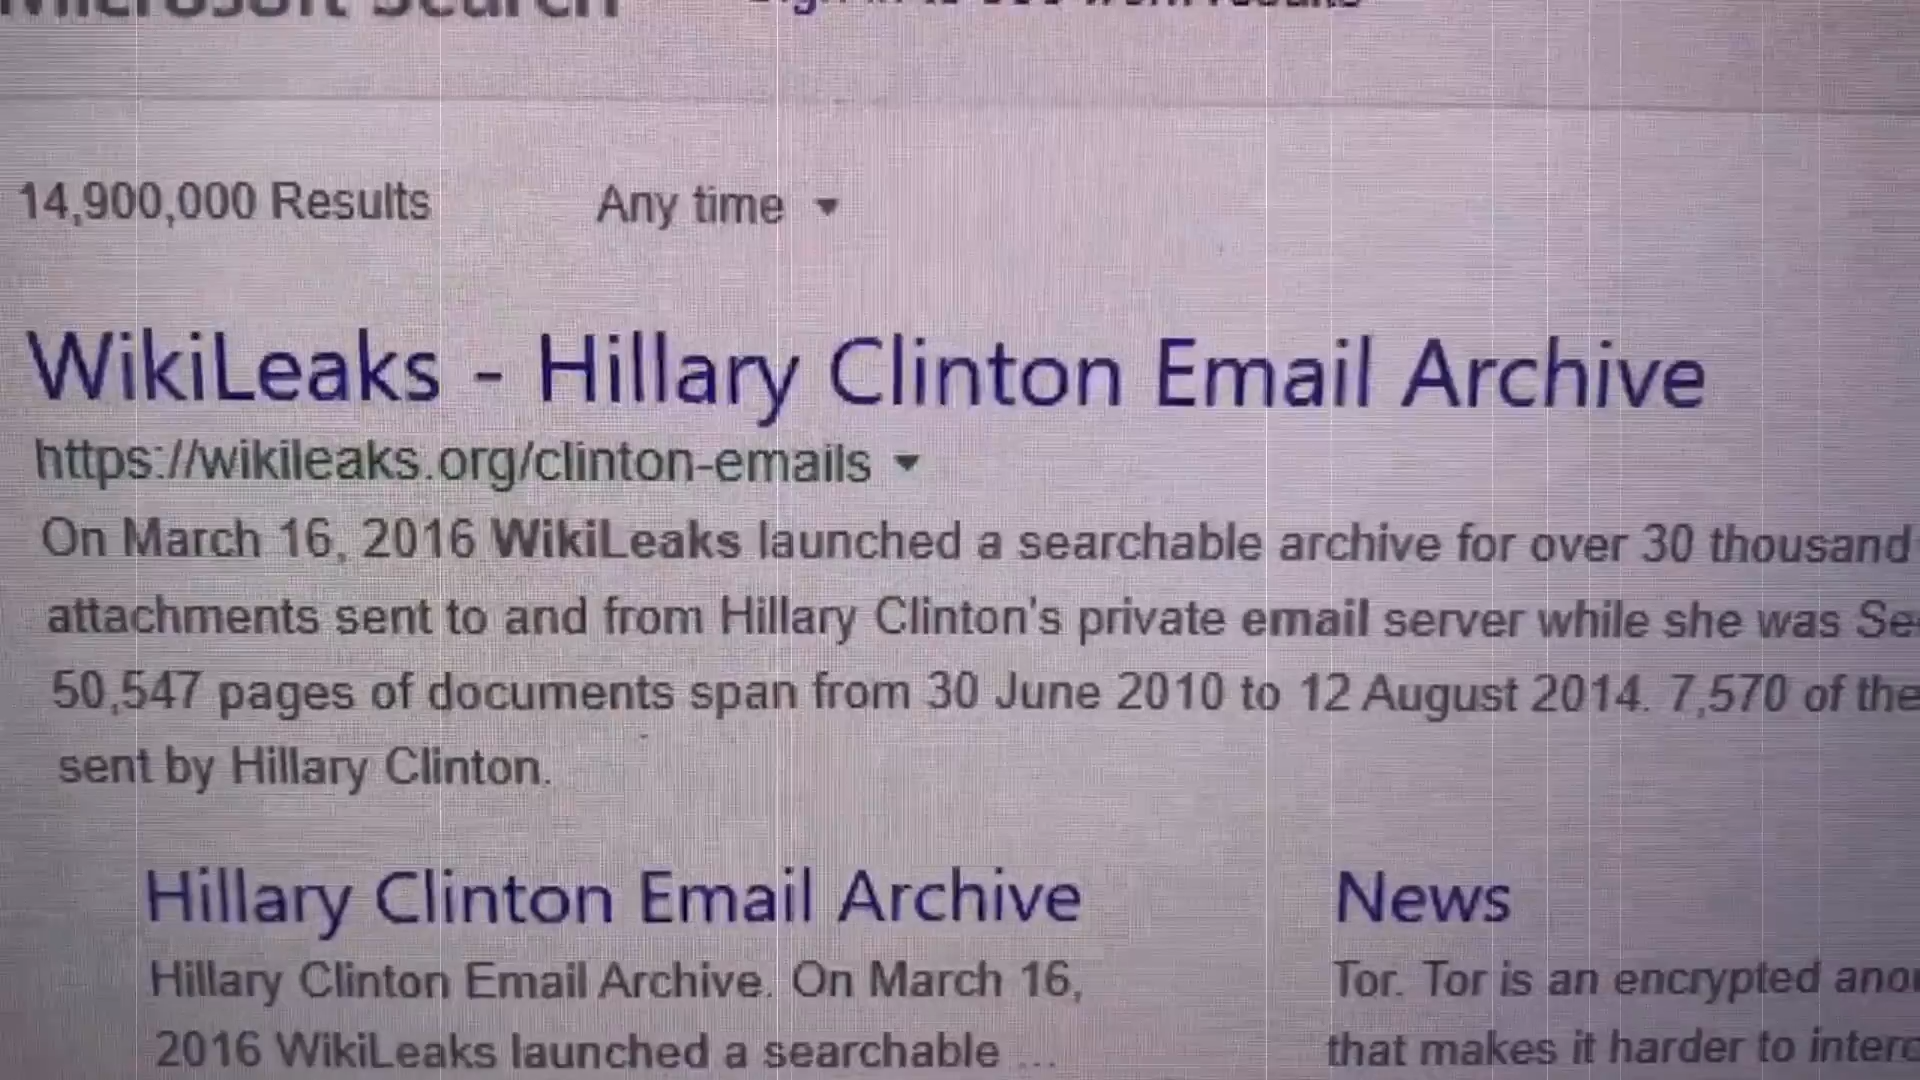 Microsoft Search
14,900,000 Results Any time
WikiLeaks - Hillary Clinton Email Archive
https://wikileaks.org/clinton-emails
On March 16, 2016 WikiLeaks launched a searchable archive for over 30 thousand
attachments sent to and from Hillary Clinton's private email server while she was
50,547 pages of documents span from 30 June 2010 to 12 August 2014. 7,570 of the
sent by Hillary Clinton.
Hillary Clinton Email Archive
Hillary Clinton Email Archive. On March 16,
2016 WikiLeaks launched a searchable ...
News
Tor. Tor is an encrypted
that makes it harder to